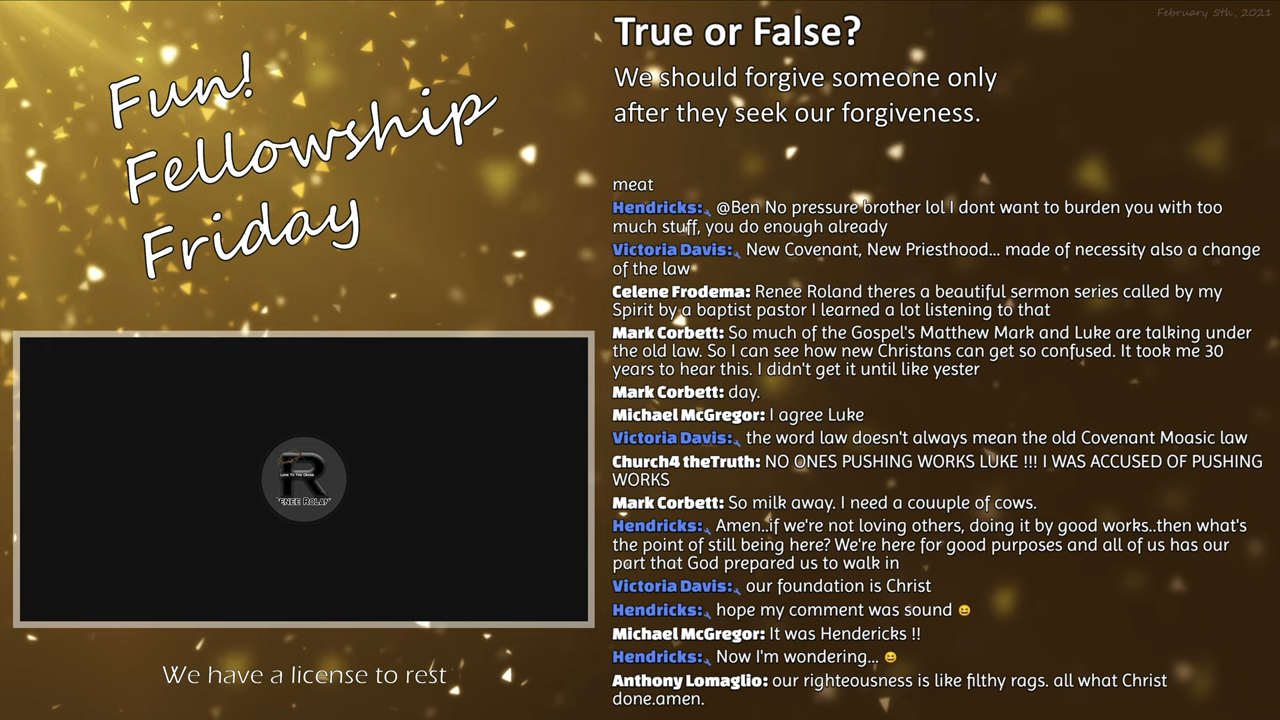 Fun!
Fellowship
Friday
We have a license to rest
February 5th, 2021
True or False?
We should forgive someone only
after they seek our forgiveness.
meat
Hendricks: @Ben No pressure brother lol I dont want to burden you with too
much stuff, you do enough already
Victoria Davis: New Covenant, New Priesthood... made of necessity also a change
of the law
Celene Frodema: Renee Roland theres a beautiful sermon series called by my
Spirit by a baptist pastor I learned a lot listening to that
Mark Corbett: So much of the Gospel's Matthew Mark and Luke are talking under
the old law. So I can see how new Christans can get so confused. It took me 30
years to hear this. I didn't get it until like yester
Mark Corbett: day.
Michael McGregor: I agree Luke
Victoria Davis: the word law doesn't always mean the old Covenant Moasic law
Church4 theTruth: NO ONES PUSHING WORKS LUKE !!! I WAS ACCUSED OF PUSHING
WORKS
Mark Corbett: So milk away. I need a couuple of cows.
Hendricks: Amen..if we're not loving others, doing it by good works..then what's
the point of still being here? We're here for good purposes and all of us has our
part that God prepared us to walk in
Victoria Davis: our foundation is Christ
Hendricks: hope my comment was sound 😆
Michael McGregor: It was Hendericks !!
Hendricks: Now I'm wondering... 😆
Anthony Lomaglio: our righteousness is like filthy rags. all what Christ
done.amen.